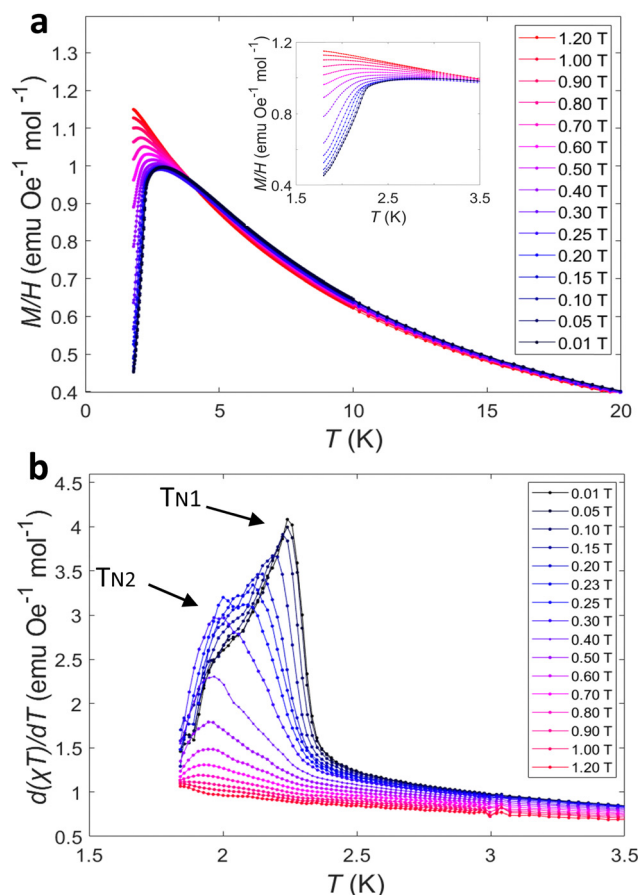 a
1.3
1.2
1.1
1
0.9
0.8
0.7
0.6
0.5
0.4
M/H (emu Oe⁻¹ mol⁻¹)
0
5
10
15
20
T (K)
1.2
1.0
0.8
0.4
M/H (emu Oe⁻¹ mol⁻¹)
1.5
2.5
3.5
T (K)
1.20 T
1.00 T
0.90 T
0.80 T
0.70 T
0.60 T
0.50 T
0.40 T
0.30 T
0.25 T
0.20 T
0.15 T
0.10 T
0.05 T
0.01 T
b
4.5
4
3.5
3
2.5
2
1.5
1
0.5
d(χT)/dT (emu Oe⁻¹ mol⁻¹)
1.5
2
2.5
3
3.5
T (K)
TN1
TN2
0.01 T
0.05 T
0.10 T
0.15 T
0.20 T
0.23 T
0.25 T
0.30 T
0.40 T
0.50 T
0.60 T
0.70 T
0.80 T
0.90 T
1.00 T
1.20 T